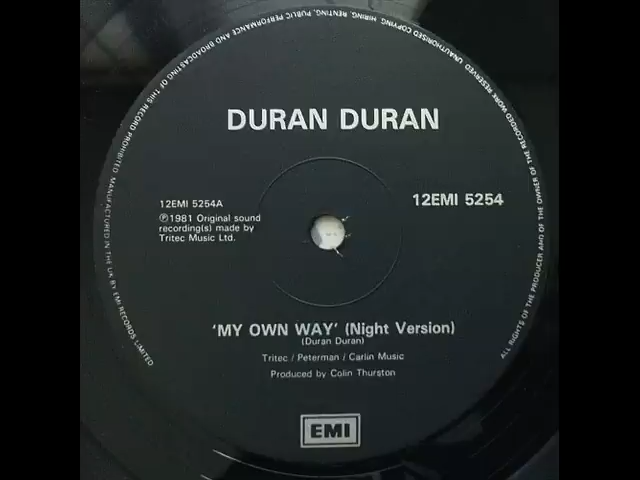 ALL RIGHTS OF THE PRODUCER AND OF THE OWNER OF THE RECORDED WORK RESERVED UNAUTHORISED COPYING, HIRING, RENTING, PUBLIC PERFORMANCE AND BROADCASTING OF THIS RECORD PROHIBITED MANUFACTURED IN THE UK BY EMI RECORDS LIMITED
DURAN DURAN
12EMI 5254A
12EMI 5254
℗1981 Original sound
recording(s) made by
Tritec Music Ltd.
'MY OWN WAY' (Night Version)
(Duran Duran)
Tritec / Peterman / Carlin Music
Produced by Colin Thurston
EMI